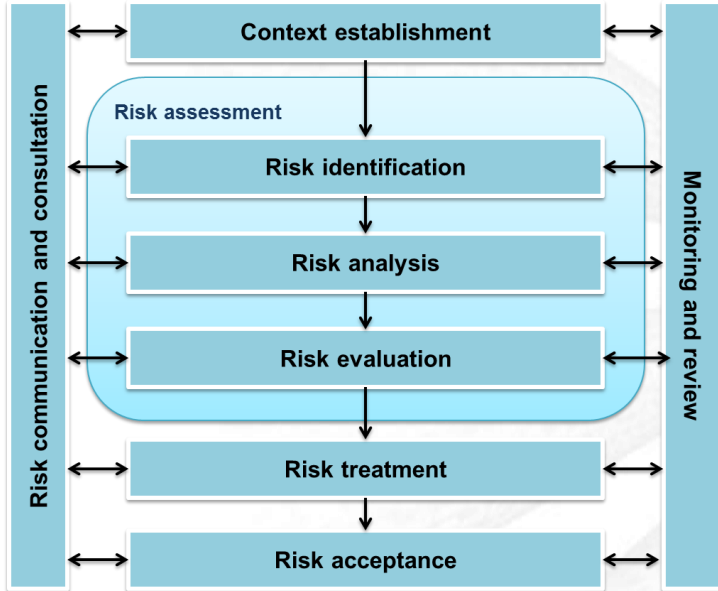 Context establishment
Risk assessment
Risk identification
Risk analysis
Risk evaluation
Risk treatment
Risk acceptance
Risk communication and consultation
Monitoring and review